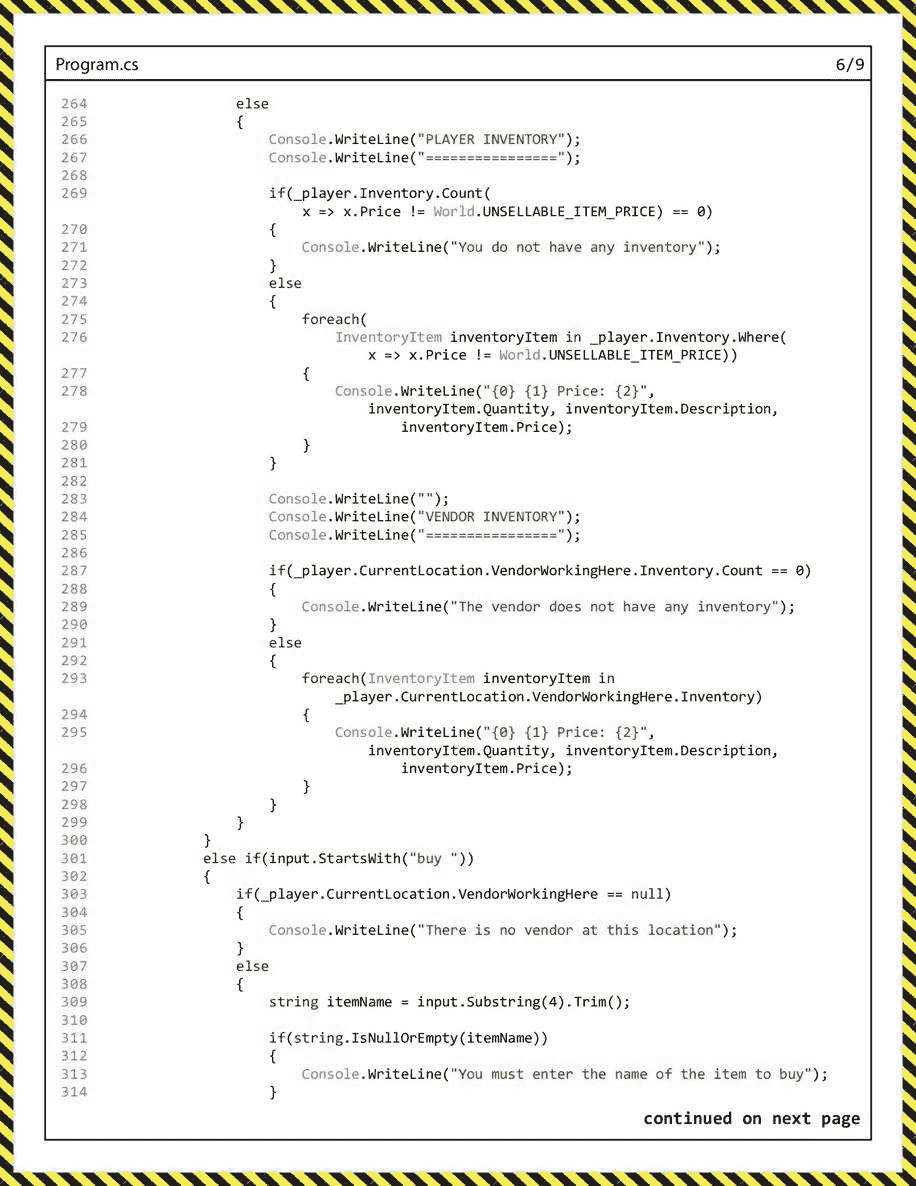 Program.cs 6/9
264 else
265 {
266 Console.WriteLine("PLAYER INVENTORY");
267 Console.WriteLine("================");
268
269 if(_player.Inventory.Count(
x => x.Price != World.UNSELLABLE_ITEM_PRICE) == 0)
270 {
271 Console.WriteLine("You do not have any inventory");
272 }
273 else
274 {
275 foreach(
276 InventoryItem inventoryItem in _player.Inventory.Where(
x => x.Price != World.UNSELLABLE_ITEM_PRICE))
277 {
278 Console.WriteLine("{0} {1} Price: {2}",
inventoryItem.Quantity, inventoryItem.Description,
279 inventoryItem.Price);
280 }
281 }
282
283 Console.WriteLine("");
284 Console.WriteLine("VENDOR INVENTORY");
285 Console.WriteLine("================");
286
287 if(_player.CurrentLocation.VendorWorkingHere.Inventory.Count == 0)
288 {
289 Console.WriteLine("The vendor does not have any inventory");
290 }
291 else
292 {
293 foreach(InventoryItem inventoryItem in
_player.CurrentLocation.VendorWorkingHere.Inventory)
294 {
295 Console.WriteLine("{0} {1} Price: {2}",
inventoryItem.Quantity, inventoryItem.Description,
296 inventoryItem.Price);
297 }
298 }
299 }
300 }
301 else if(input.StartsWith("buy "))
302 {
303 if(_player.CurrentLocation.VendorWorkingHere == null)
304 {
305 Console.WriteLine("There is no vendor at this location");
306 }
307 else
308 {
309 string itemName = input.Substring(4).Trim();
310
311 if(string.IsNullOrEmpty(itemName))
312 {
313 Console.WriteLine("You must enter the name of the item to buy");
314 }
continued on next page